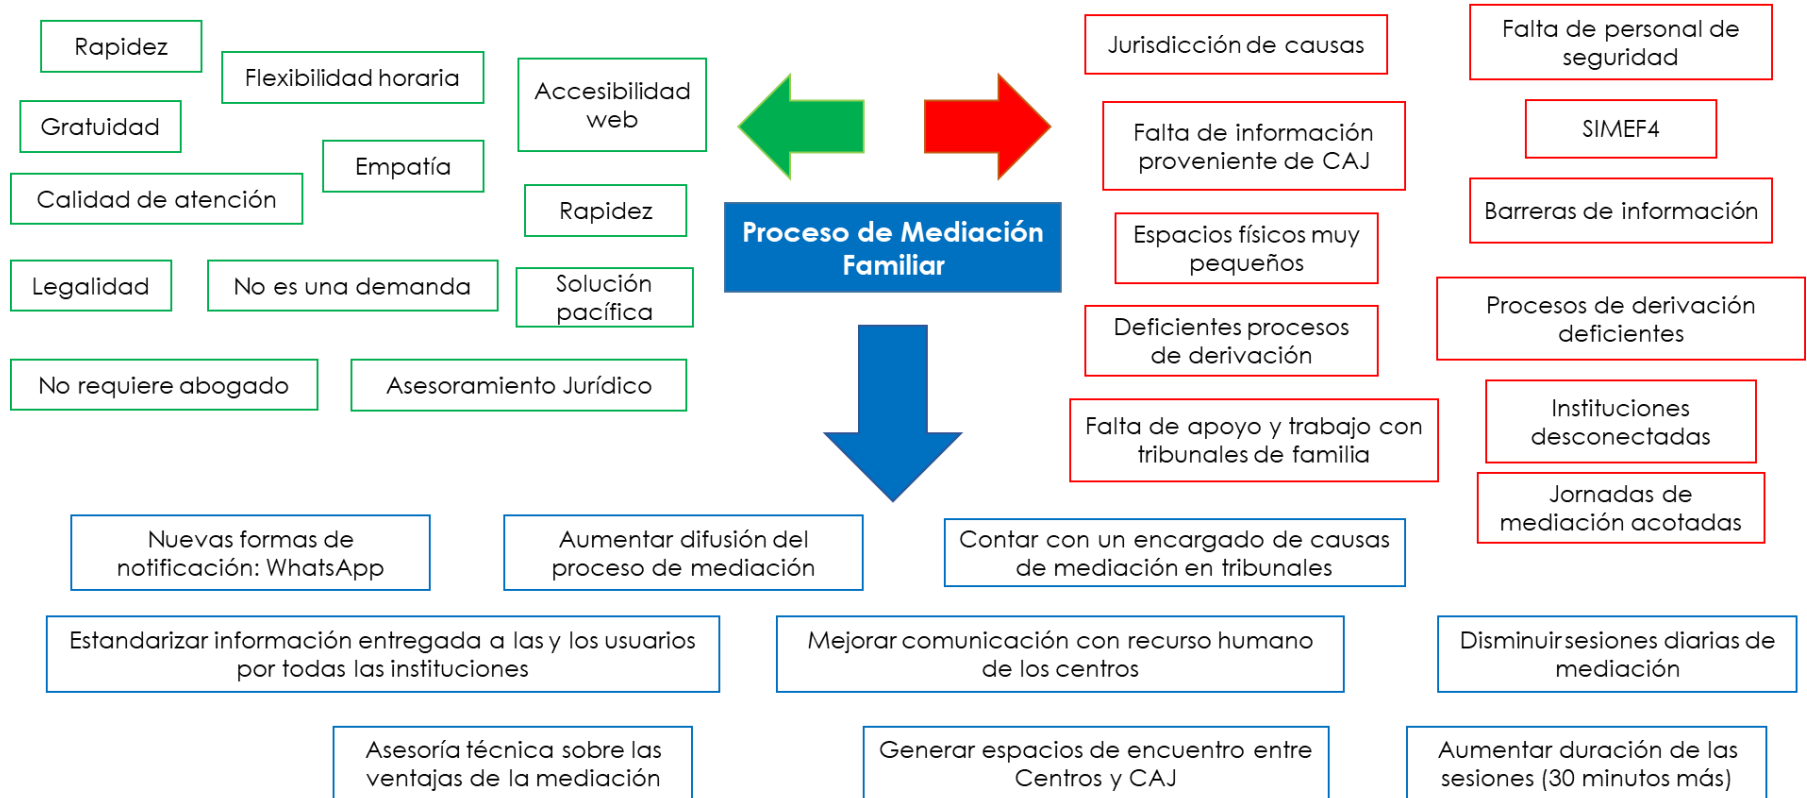 Rapidez
Flexibilidad horaria
Accesibilidad
web
Gratuidad
Empatía
Calidad de atención
Rapidez
Legalidad
No es una demanda
Solución
pacífica
No requiere abogado
Asesoramiento Jurídico
Proceso de Mediación
Familiar
Jurisdicción de causas
Falta de información
proveniente de CAJ
Espacios físicos muy
pequeños
Deficientes procesos
de derivación
Falta de apoyo y trabajo con
tribunales de familia
Falta de personal de
seguridad
SIMEF4
Barreras de información
Procesos de derivación
deficientes
Instituciones
desconectadas
Jornadas de
mediación acotadas
Nuevas formas de
notificación: WhatsApp
Aumentar difusión del
proceso de mediación
Contar con un encargado de causas
de mediación en tribunales
Estandarizar información entregada a las y los usuarios
por todas las instituciones
Mejorar comunicación con recurso humano
de los centros
Disminuir sesiones diarias de
mediación
Asesoría técnica sobre las
ventajas de la mediación
Generar espacios de encuentro entre
Centros y CAJ
Aumentar duración de las
sesiones (30 minutos más)